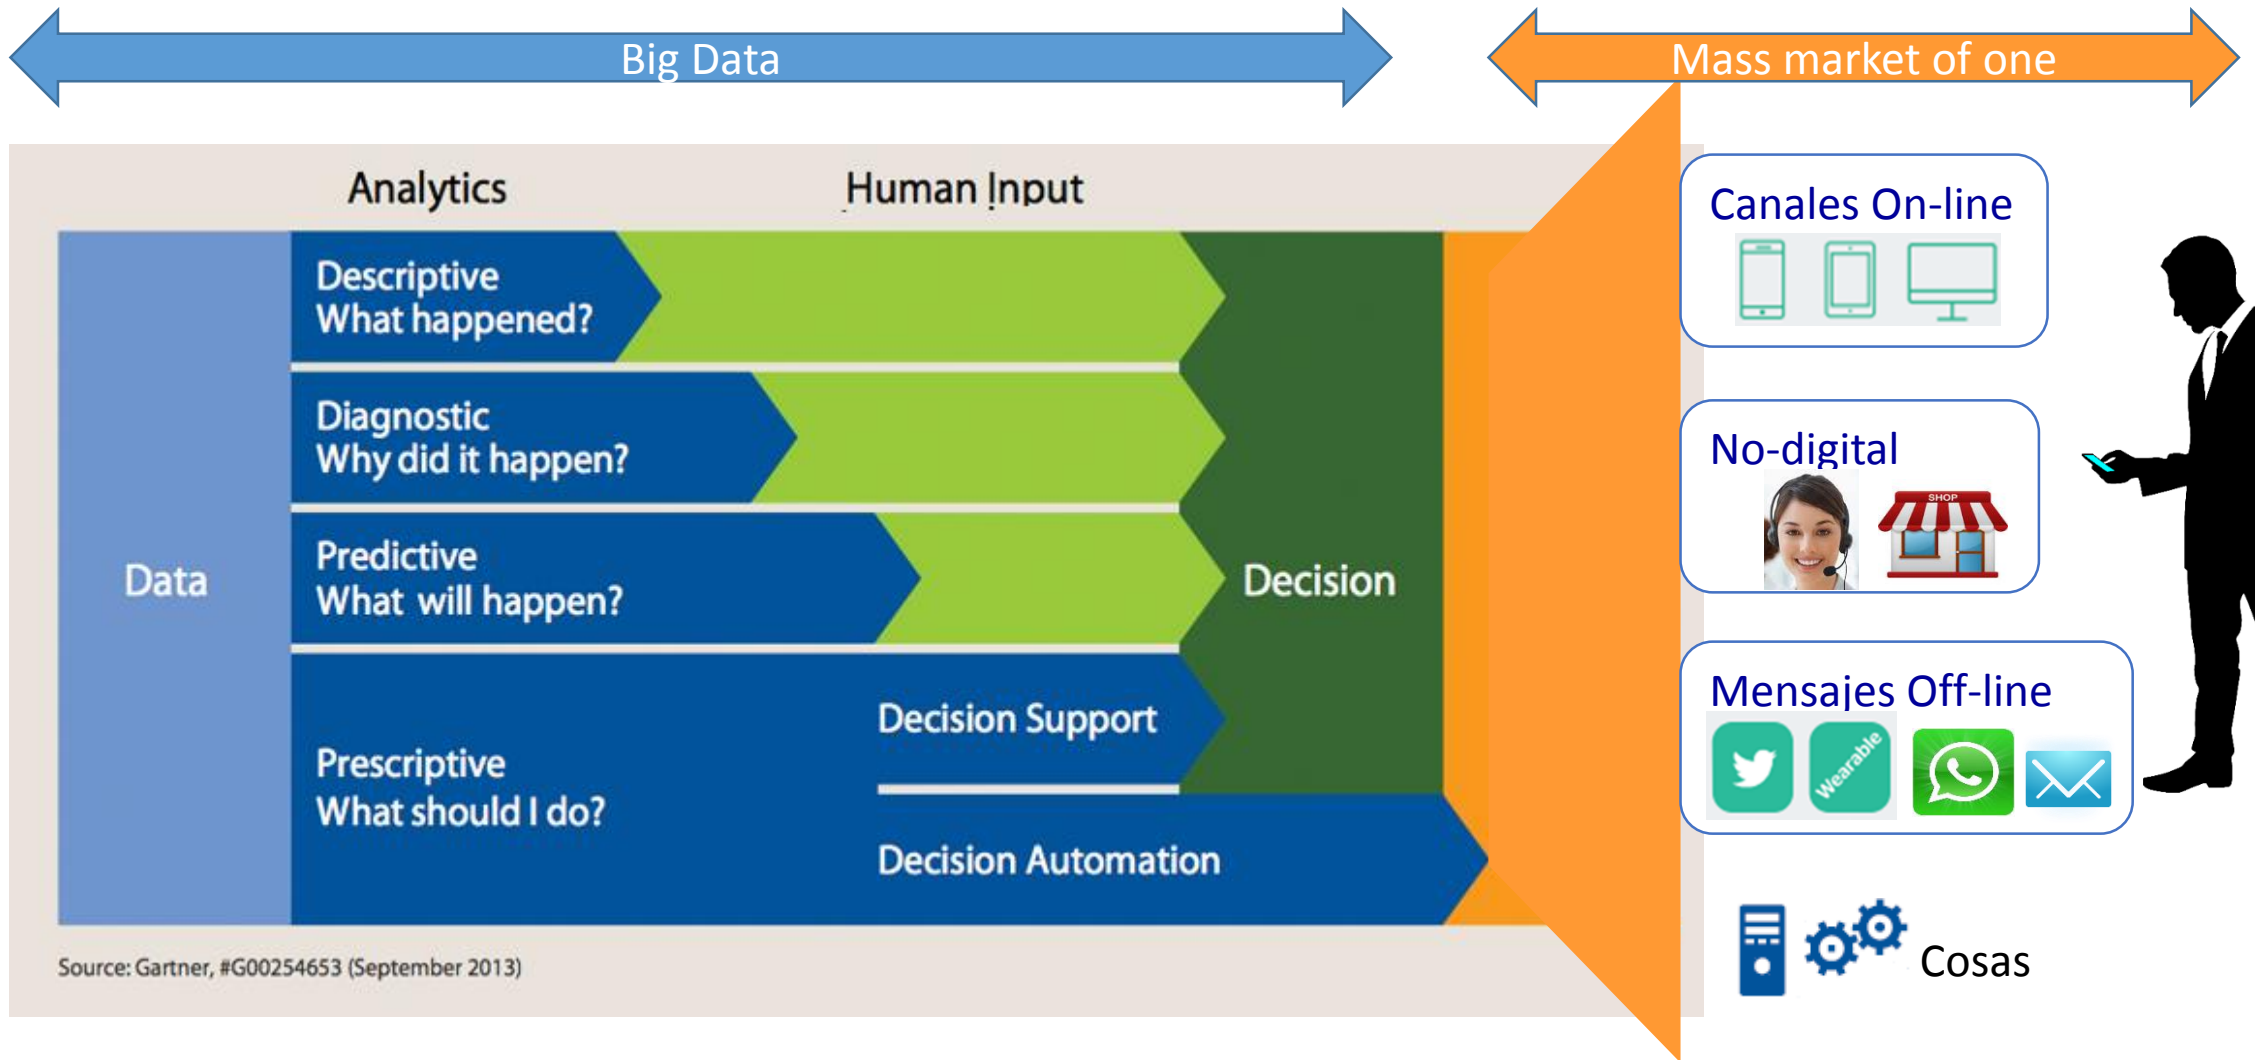 Big Data
Mass market of one
Analytics
Human Input
Data
Descriptive
What happened?
Diagnostic
Why did it happen?
Predictive
What will happen?
Prescriptive
What should I do?
Decision Support
Decision Automation
Decision
Source: Gartner, #G00254653 (September 2013)
Canales On-line
No-digital
SHOP
Mensajes Off-line
Wearable
Cosas